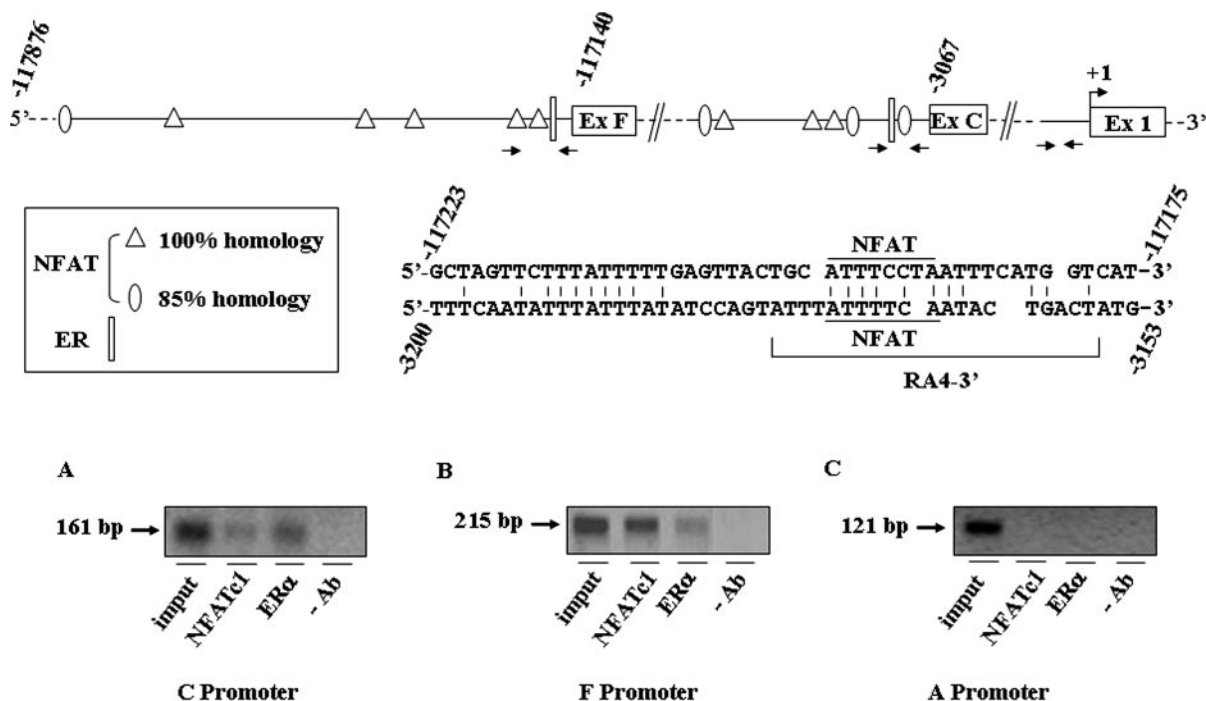 -117876
-117140
-3067
+1
5'
Ex F
Ex C
Ex 1
-3'
NFAT
100% homology
85% homology
ER
-117223
-117175
NFAT
5'-GCTAGTTCTTTATTTTTGAGTTACTGC ATTTCCTAATTTCATG GTCAT-3'
5'-TTTCAATATTTATTTATATCCAGTATTTATTTTC AATAC TGACTATG-3'
-3200
NFAT
-3153
RA4-3'
A
161 bp
imput
NFATc1
ERα
- Ab
C Promoter
B
215 bp
imput
NFATc1
ERα
- Ab
F Promoter
C
121 bp
imput
NFATc1
ERα
- Ab
A Promoter